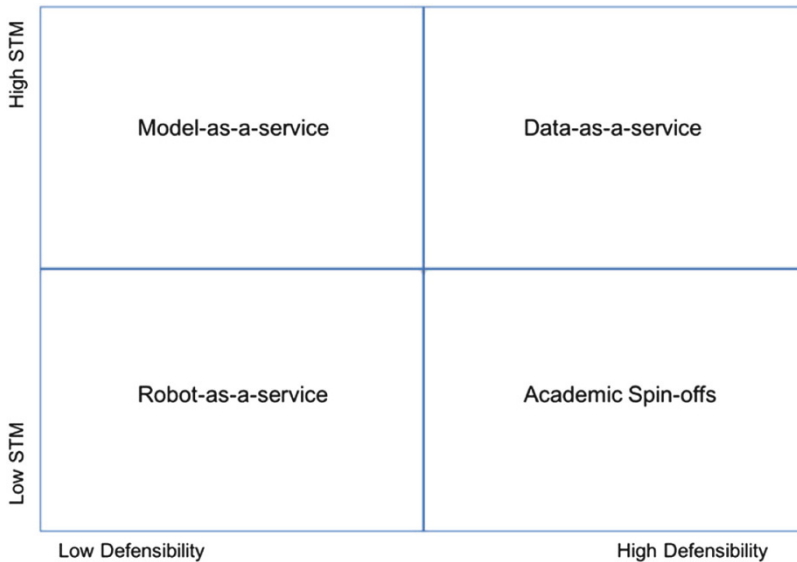 High STM
Model-as-a-service
Data-as-a-service
Robot-as-a-service
Academic Spin-offs
Low STM
Low Defensibility
High Defensibility